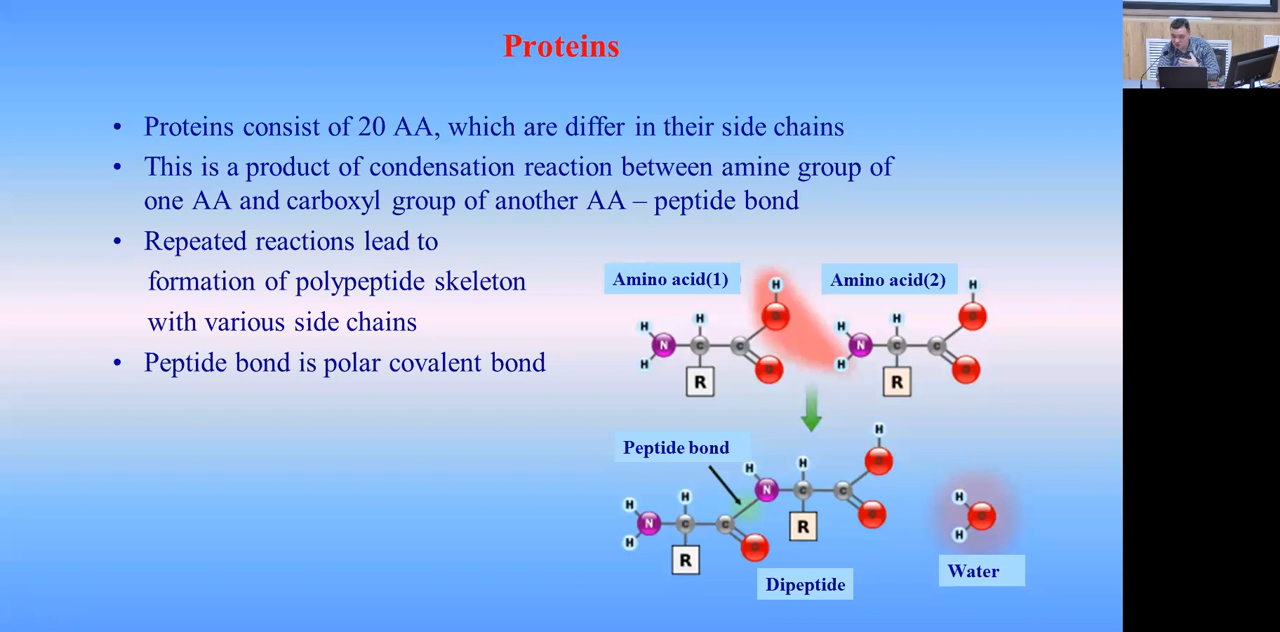 Proteins
• Proteins consist of 20 AA, which are differ in their side chains
• This is a product of condensation reaction between amine group of
one AA and carboxyl group of another AA – peptide bond
• Repeated reactions lead to
formation of polypeptide skeleton
with various side chains
• Peptide bond is polar covalent bond
Amino acid(1)
H
H
H
N
C
C
O
O
H
R
Amino acid(2)
H
H
H
N
C
C
O
O
H
R
Peptide bond
H
H
N
H
C
C
O
R
H
N
H
C
C
O
H
O
R
Dipeptide
H
O
H
Water